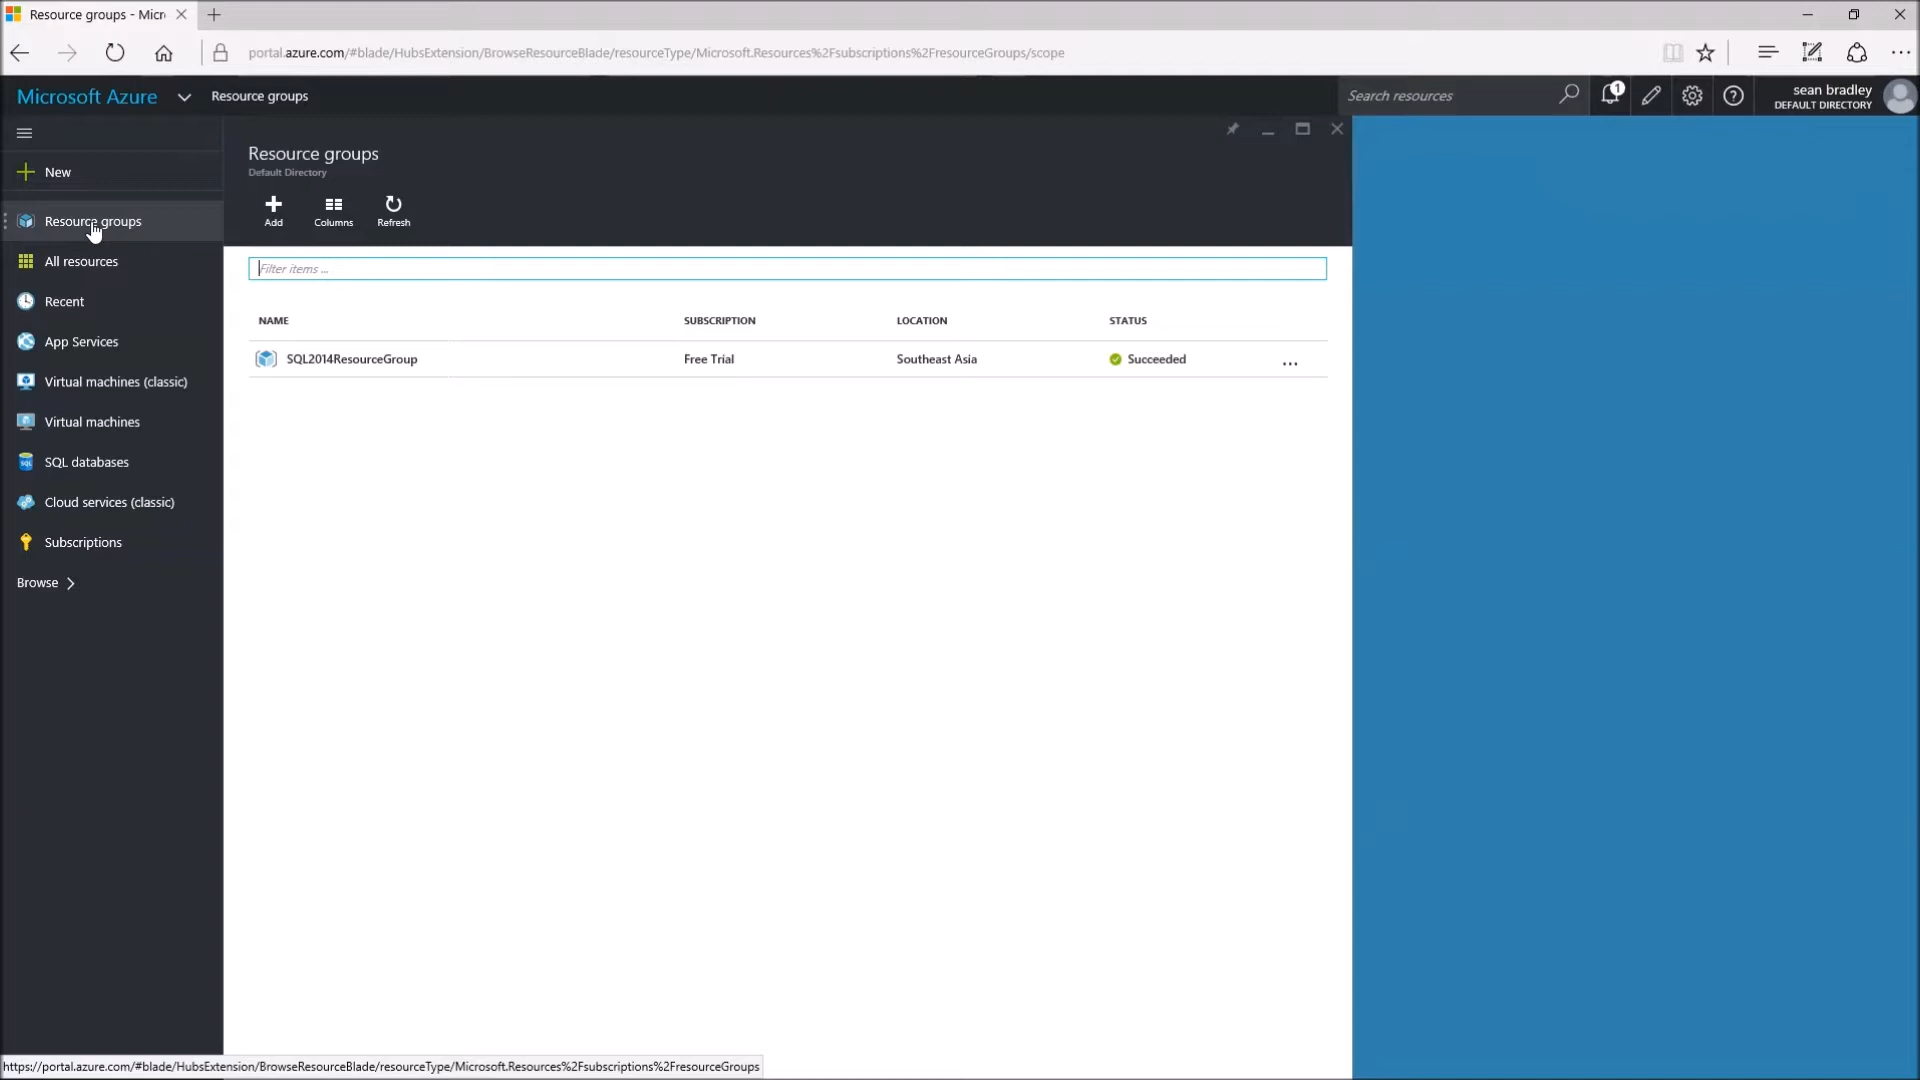 Resource groups - Micr
portal.azure.com/#blade/HubsExtension/BrowseResourceBlade/resourceType/Microsoft.Resources%2Fsubscriptions%2FresourceGroups/scope
Microsoft Azure
Resource groups
Search resources
1
sean bradley
DEFAULT DIRECTORY
New
Resource groups
All resources
Recent
App Services
Virtual machines (classic)
Virtual machines
SQL databases
Cloud services (classic)
Subscriptions
Browse
Resource groups
Default Directory
Add Columns Refresh
Filter items ...
NAME SUBSCRIPTION LOCATION STATUS
SQL2014ResourceGroup Free Trial Southeast Asia Succeeded ...
https://portal.azure.com/#blade/HubsExtension/BrowseResourceBlade/resourceType/Microsoft.Resources%2Fsubscriptions%2FresourceGroups